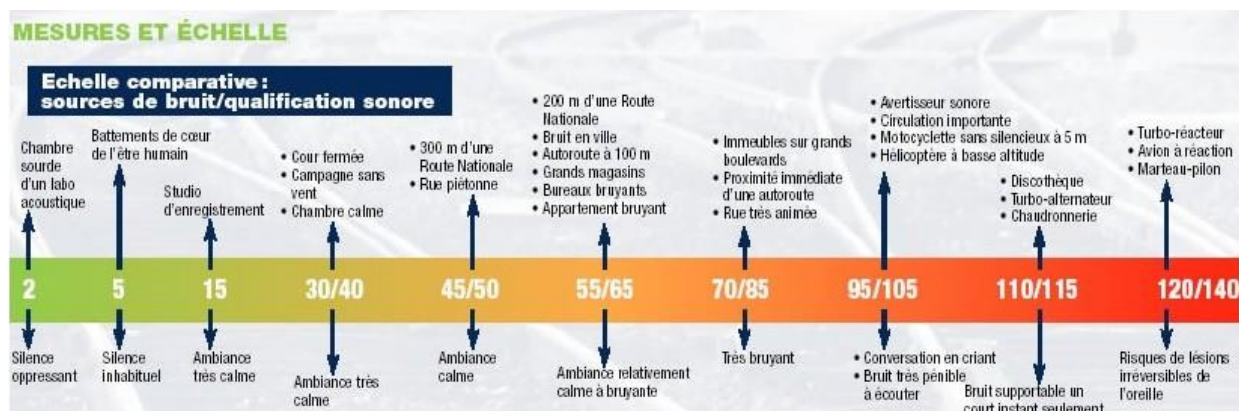 MESURES ET ÉCHELLE
Echelle comparative :
sources de bruit/qualification sonore
Chambre
sourde
d'un labo
acoustique
Battements de cœur
de l'être humain
Studio
d'enregistrement
• Cour fermée
• Campagne sans
vent
• Chambre calme
• 300 m d'une
Route Nationale
• Rue piétonne
• 200 m d'une Route
Nationale
• Bruit en ville
• Autoroute à 100 m
• Grands magasins
• Bureaux bruyants
• Appartement bruyant
• Immeubles sur grands
boulevards
• Proximité immédiate
d'une autoroute
• Rue très animée
• Avertisseur sonore
• Circulation importante
• Motocyclette sans silencieux à 5 m
• Hélicoptère à basse altitude
• Discothèque
• Turbo-alternateur
• Chaudronnerie
• Turbo-réacteur
• Avion à réaction
• Marteau-pilon
2 5 15 30/40 45/50 55/65 70/85 95/105 110/115 120/140
Silence
oppressant
Silence
inhabituel
Ambiance
très calme
Ambiance très
calme
Ambiance
calme
Ambiance relativement
calme à bruyante
Très bruyant
• Conversation en criant
• Bruit très pénible
à écouter
Bruit supportable un
court instant seulement
Risques de lésions
irréversibles de
l'oreille